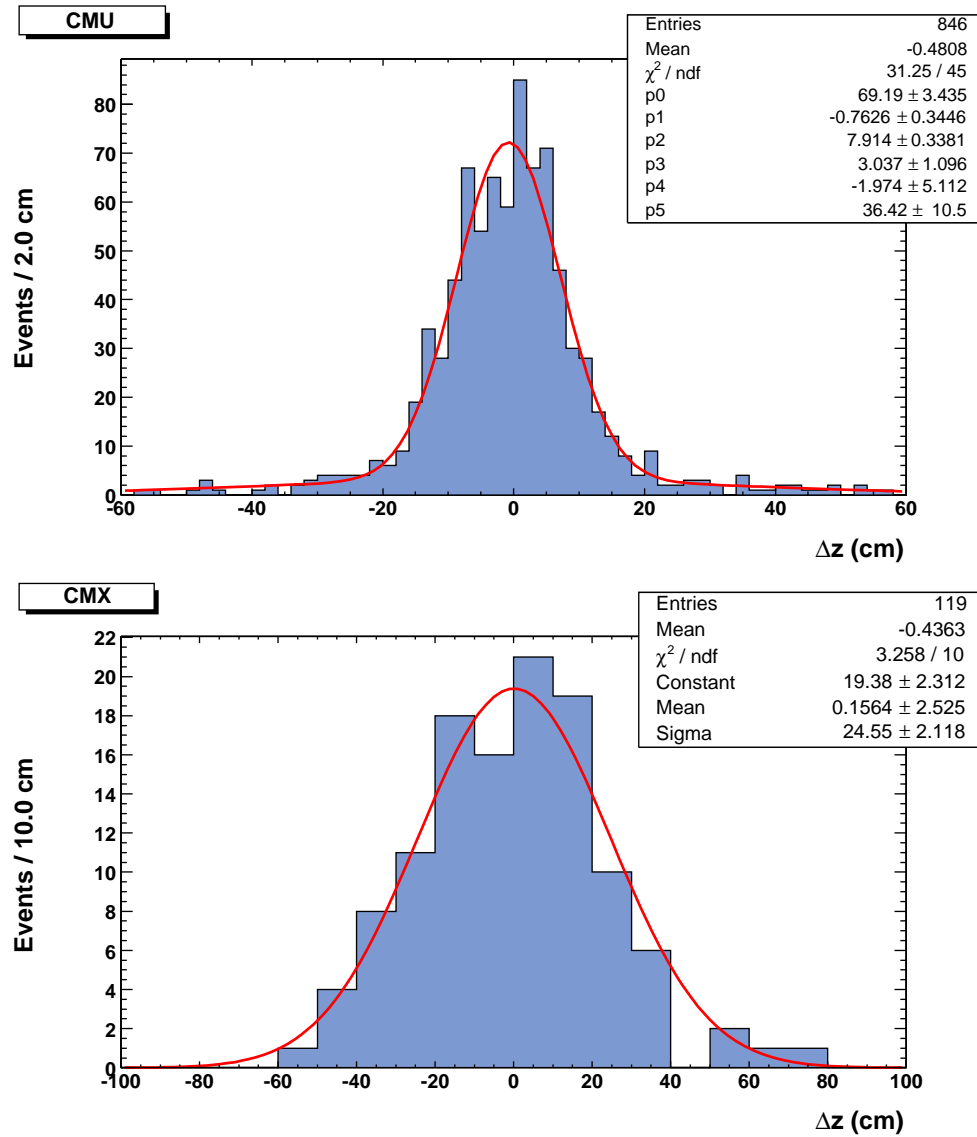 CMU
Entries 846
Mean -0.4808
χ² / ndf 31.25 / 45
p0 69.19 ± 3.435
p1 -0.7626 ± 0.3446
p2 7.914 ± 0.3381
p3 3.037 ± 1.096
p4 -1.974 ± 5.112
p5 36.42 ± 10.5
Events / 2.0 cm
80
70
60
50
40
30
20
10
0
-60 -40 -20 0 20 40 60
Δz (cm)
CMX
Entries 119
Mean -0.4363
χ² / ndf 3.258 / 10
Constant 19.38 ± 2.312
Mean 0.1564 ± 2.525
Sigma 24.55 ± 2.118
Events / 10.0 cm
22
20
18
16
14
12
10
8
6
4
2
0
-100 -80 -60 -40 -20 0 20 40 60 80 100
Δz (cm)